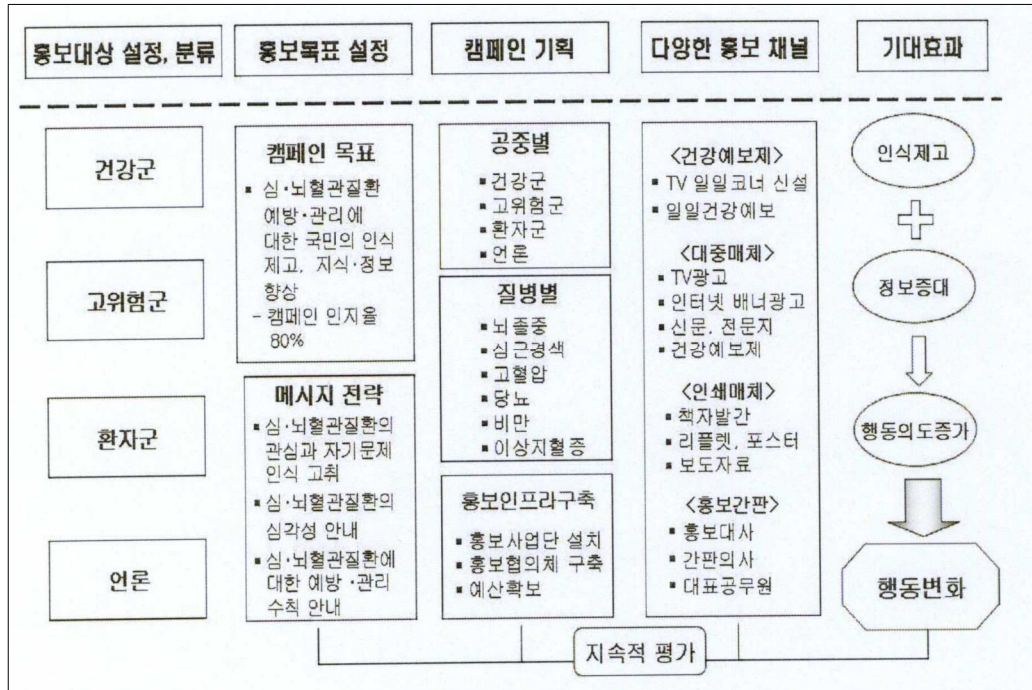 홍보대상 설정, 분류
홍보목표 설정
캠페인 기획
다양한 홍보 채널
기대효과
건강군
고위험군
환자군
언론
캠페인 목표
▪ 심·뇌혈관질환
예방·관리에
대한 국민의 인식
제고, 지식·정보
향상
– 캠페인 인지율
80%
메시지 전략
▪ 심·뇌혈관질환의
관심과 자기문제
인식 고취
▪ 심·뇌혈관질환의
심각성 안내
▪ 심·뇌혈관질환에
대한 예방·관리
수칙 안내
공중별
▪ 건강군
▪ 고위험군
▪ 환자군
▪ 언론
질병별
▪ 뇌졸중
▪ 심근경색
▪ 고혈압
▪ 당뇨
▪ 비만
▪ 이상지혈증
홍보인프라구축
▪ 홍보사업단 설치
▪ 홍보협의체 구축
▪ 예산확보
<건강예보제>
▪ TV 일일코너 신설
▪ 일일건강예보
<대중매체>
▪ TV광고
▪ 인터넷 배너광고
▪ 신문, 전문지
▪ 건강예보제
<인쇄매체>
▪ 책자발간
▪ 리플렛, 포스터
▪ 보도자료
<홍보간판>
▪ 홍보대사
▪ 간판의사
▪ 대표공무원
인식제고
정보증대
행동의도증가
행동변화
지속적 평가